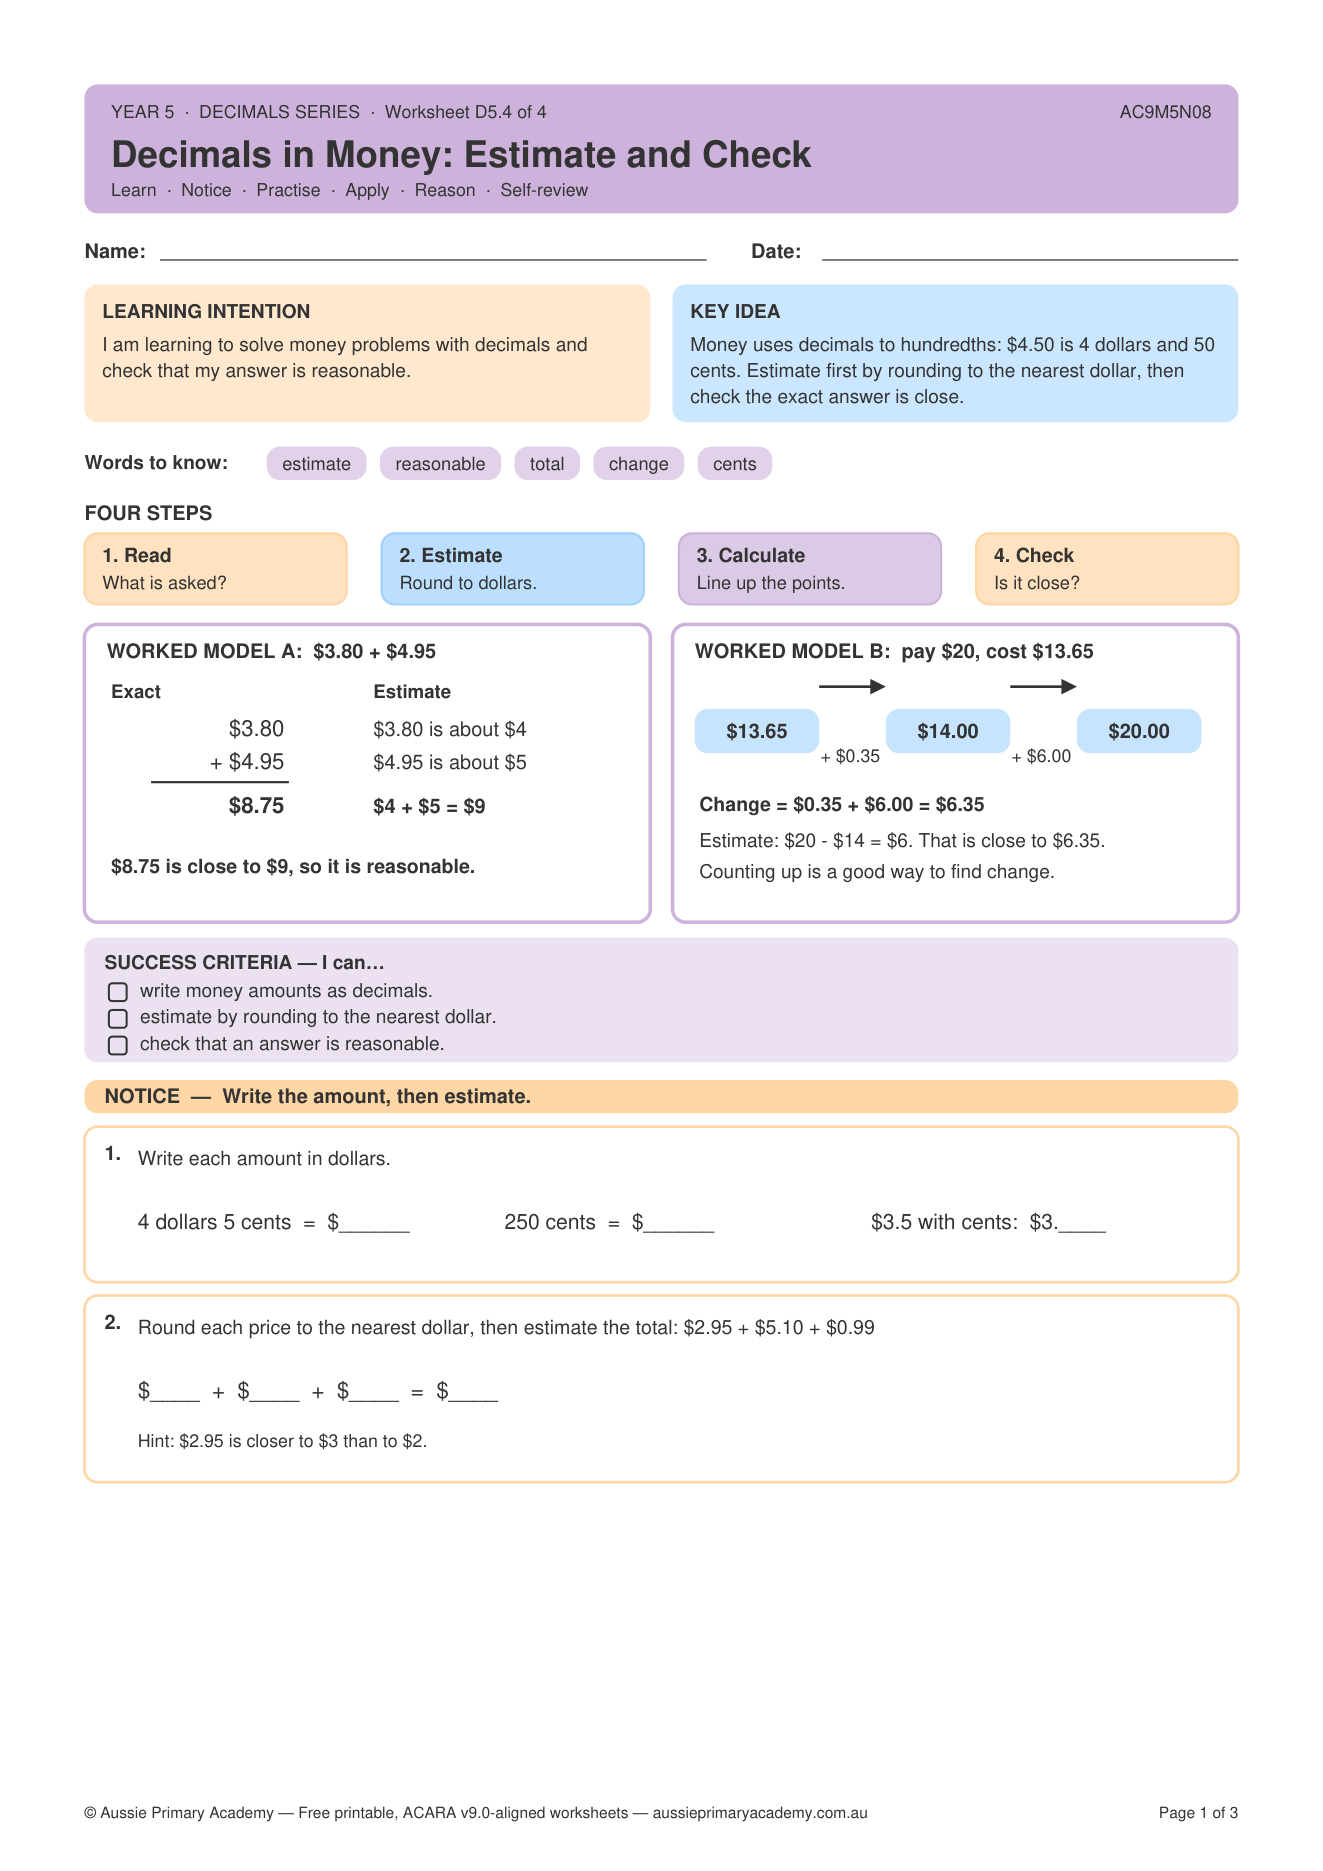 YEAR 5 · DECIMALS SERIES · Worksheet D5.4 of 4 AC9M5N08
Decimals in Money: Estimate and Check
Learn · Notice · Practise · Apply · Reason · Self-review
Name: ______ Date: ______
LEARNING INTENTION
I am learning to solve money problems with decimals and
check that my answer is reasonable.
KEY IDEA
Money uses decimals to hundredths: $4.50 is 4 dollars and 50
cents. Estimate first by rounding to the nearest dollar, then
check the exact answer is close.
Words to know: estimate reasonable total change cents
FOUR STEPS
1. Read
What is asked?
2. Estimate
Round to dollars.
3. Calculate
Line up the points.
4. Check
Is it close?
WORKED MODEL A: $3.80 + $4.95
Exact Estimate
$3.80 $3.80 is about $4
+ $4.95 $4.95 is about $5
$8.75 $4 + $5 = $9
$8.75 is close to $9, so it is reasonable.
WORKED MODEL B: pay $20, cost $13.65
$13.65 $14.00 $20.00
+ $0.35 + $6.00
Change = $0.35 + $6.00 = $6.35
Estimate: $20 - $14 = $6. That is close to $6.35.
Counting up is a good way to find change.
SUCCESS CRITERIA — I can…
write money amounts as decimals.
estimate by rounding to the nearest dollar.
check that an answer is reasonable.
NOTICE — Write the amount, then estimate.
1. Write each amount in dollars.
4 dollars 5 cents = $______ 250 cents = $______ $3.5 with cents: $3.____
2. Round each price to the nearest dollar, then estimate the total: $2.95 + $5.10 + $0.99
$____ + $____ + $____ = $____
Hint: $2.95 is closer to $3 than to $2.
© Aussie Primary Academy — Free printable, ACARA v9.0-aligned worksheets — aussieprimaryacademy.com.au Page 1 of 3